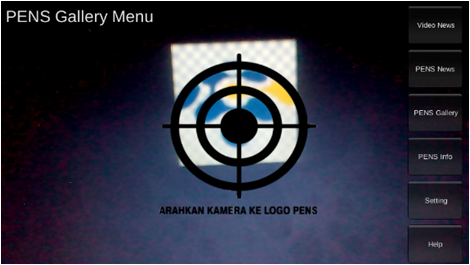 PENS Gallery Menu
Video News
PENS News
PENS Gallery
PENS Info
Setting
Help
ARAHKAN KAMERA KE LOGO PENS